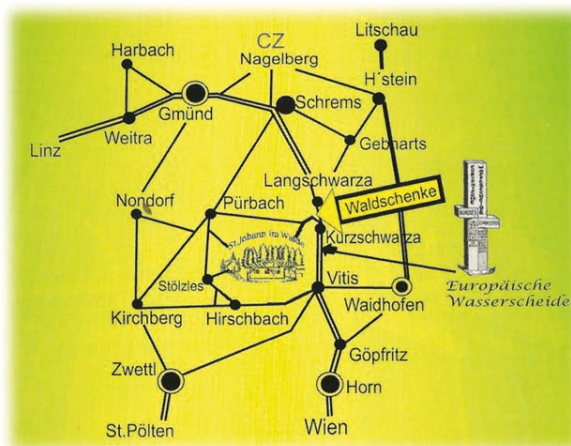 CZ
Nagelberg
Litschau
Harbach
H´stein
Gmünd
Schrems
Weitra
Linz
Gebharts
Langschwarza
Waldschenke
Nondorf
Pürbach
St. Johann im Walde
Kurzschwarza
Stölzles
Vitis
Waidhofen
Europäische
Wasserscheide
Kirchberg
Hirschbach
Göpfritz
Zwettl
Horn
St.Pölten
Wien